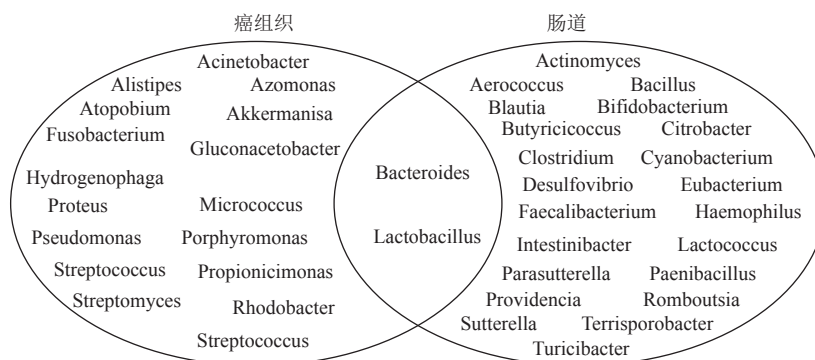 癌组织
肠道
Acinetobacter
Alistipes Azomonas
Atopobium Akkermanisa
Fusobacterium
Gluconacetobacter
Hydrogenophaga
Proteus Micrococcus
Pseudomonas Porphyromonas
Streptococcus Propionicimonas
Streptomyces Rhodobacter
Streptococcus
Bacteroides
Lactobacillus
Actinomyces
Aerococcus Bacillus
Blautia Bifidobacterium
Butyricicoccus Citrobacter
Clostridium Cyanobacterium
Desulfovibrio Eubacterium
Faecalibacterium Haemophilus
Intestinibacter Lactococcus
Parasutterella Paenibacillus
Providencia Romboutsia
Sutterella Terrisporobacter
Turicibacter